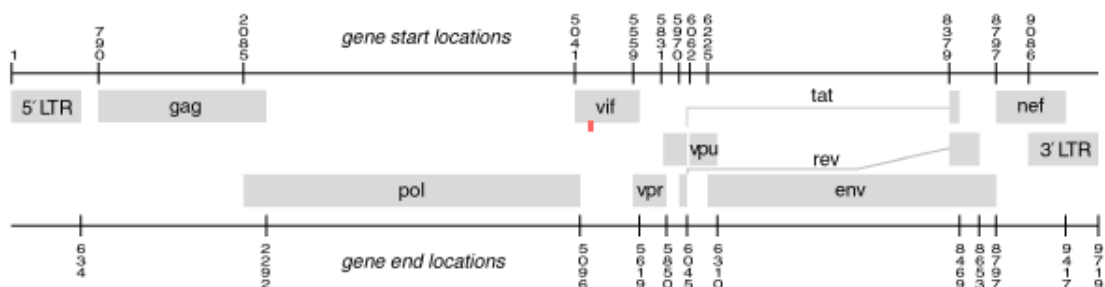 1 790 2085 5041 5559 5831 5970 6062 6225 8379 8797 9086
gene start locations
5′ LTR gag vif tat nef
vpu rev 3′ LTR
pol vpr env
634 2292 5096 5619 5850 6045 6310 8469 8653 8797 9417 9719
gene end locations